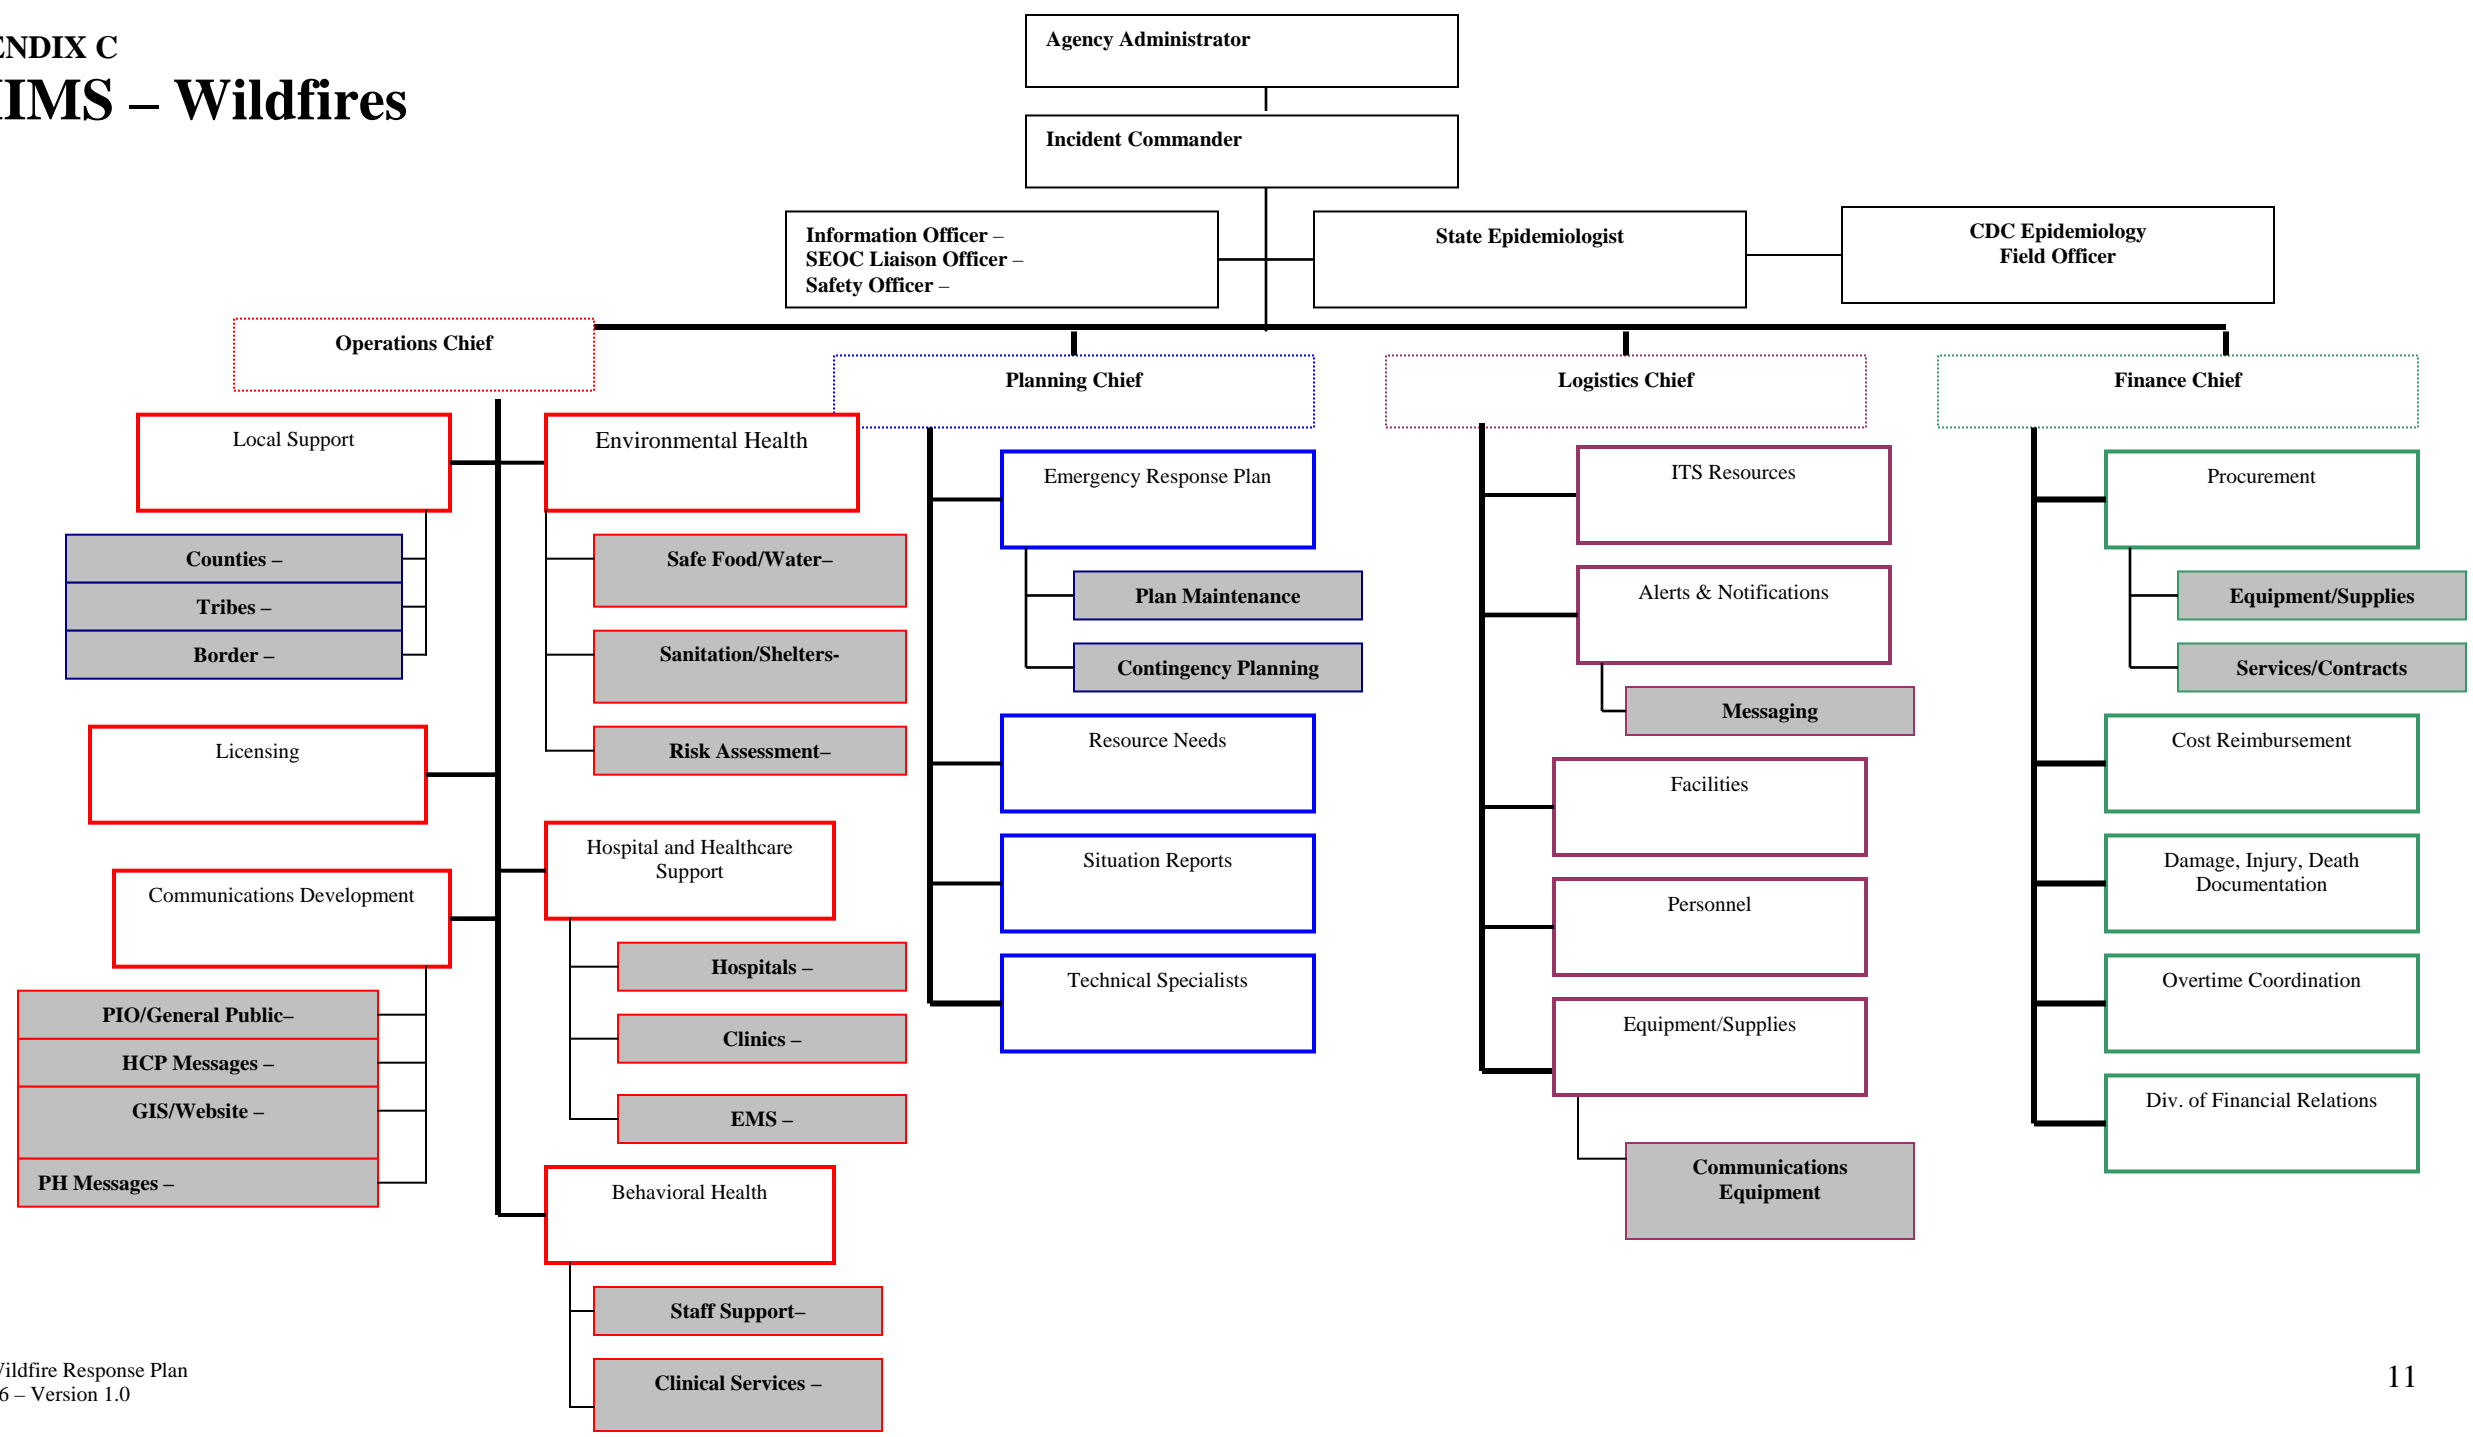 ENDIX C
IIMS – Wildfires
Agency Administrator
Incident Commander
Information Officer –
SEOC Liaison Officer –
Safety Officer –
State Epidemiologist
CDC Epidemiology
Field Officer
Operations Chief
Local Support
Counties –
Tribes –
Border –
Licensing
Communications Development
PIO/General Public–
HCP Messages –
GIS/Website –
PH Messages –
Environmental Health
Safe Food/Water–
Sanitation/Shelters-
Risk Assessment–
Hospital and Healthcare
Support
Hospitals –
Clinics –
EMS –
Behavioral Health
Staff Support–
Clinical Services –
Planning Chief
Emergency Response Plan
Plan Maintenance
Contingency Planning
Resource Needs
Situation Reports
Technical Specialists
Logistics Chief
ITS Resources
Alerts & Notifications
Messaging
Facilities
Personnel
Equipment/Supplies
Communications
Equipment
Finance Chief
Procurement
Equipment/Supplies
Services/Contracts
Cost Reimbursement
Damage, Injury, Death
Documentation
Overtime Coordination
Div. of Financial Relations
Wildfire Response Plan
6 – Version 1.0
11